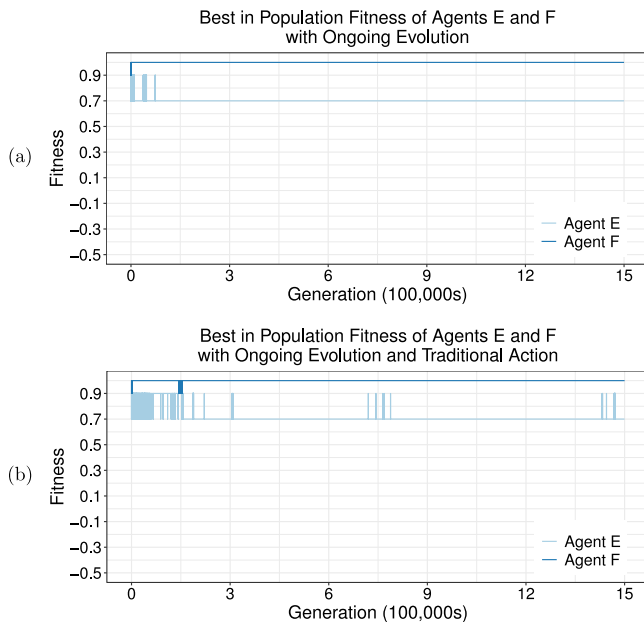 Best in Population Fitness of Agents E and F
with Ongoing Evolution
(a)
Fitness
0.9
0.7
0.5
0.3
0.1
−0.1
−0.3
−0.5
Agent E
Agent F
0 3 6 9 12 15
Generation (100,000s)
Best in Population Fitness of Agents E and F
with Ongoing Evolution and Traditional Action
(b)
Fitness
0.9
0.7
0.5
0.3
0.1
−0.1
−0.3
−0.5
Agent E
Agent F
0 3 6 9 12 15
Generation (100,000s)